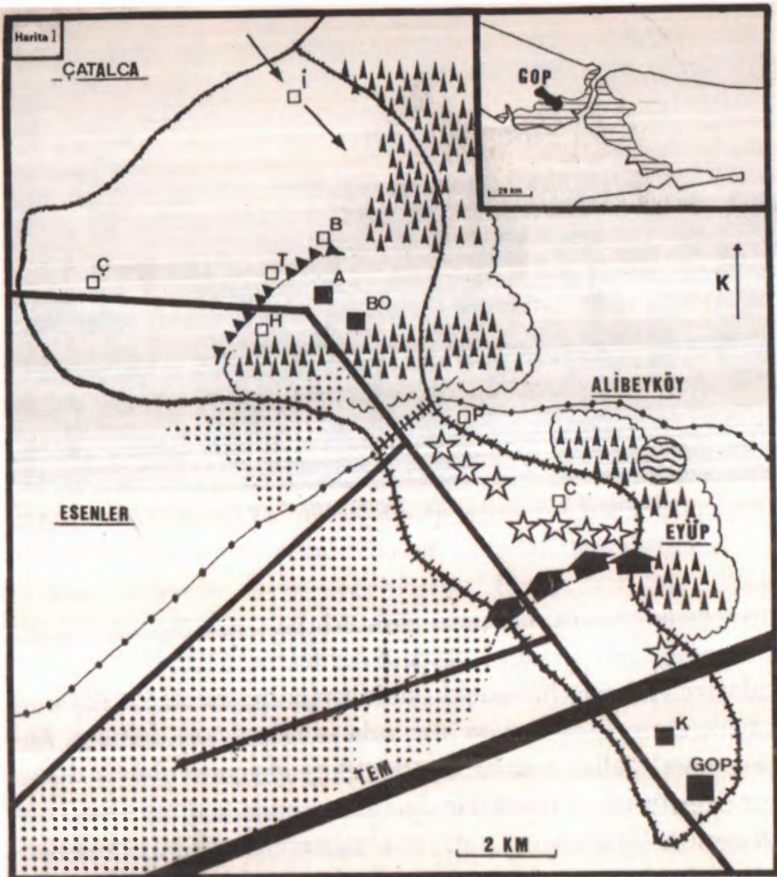 Harita 1
ÇATALCA
GOP
20 km
İ
B
T
Ç
A
BO
H
K
ALİBEYKÖY
P
C
ESENLER
EYÜP
K
TEM
GOP
2 KM